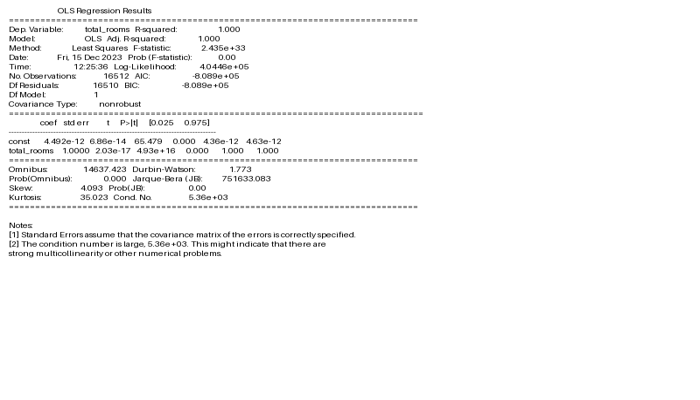 OLS Regression Results
==============================================================================
Dep. Variable: total_rooms R-squared: 1.000
Model: OLS Adj. R-squared: 1.000
Method: Least Squares F-statistic: 2.435e+33
Date: Fri, 15 Dec 2023 Prob (F-statistic): 0.00
Time: 12:25:36 Log-Likelihood: 4.0446e+05
No. Observations: 16512 AIC: -8.089e+05
Df Residuals: 16510 BIC: -8.089e+05
Df Model: 1
Covariance Type: nonrobust
==============================================================================
coef std err t P>|t| [0.025 0.975]
------------------------------------------------------------------------------
const 4.492e-12 6.86e-14 65.479 0.000 4.36e-12 4.63e-12
total_rooms 1.0000 2.03e-17 4.93e+16 0.000 1.000 1.000
==============================================================================
Omnibus: 14637.423 Durbin-Watson: 1.773
Prob(Omnibus): 0.000 Jarque-Bera (JB): 751633.083
Skew: 4.093 Prob(JB): 0.00
Kurtosis: 35.023 Cond. No. 5.36e+03
==============================================================================
Notes:
[1] Standard Errors assume that the covariance matrix of the errors is correctly specified.
[2] The condition number is large, 5.36e+03. This might indicate that there are
strong multicollinearity or other numerical problems.